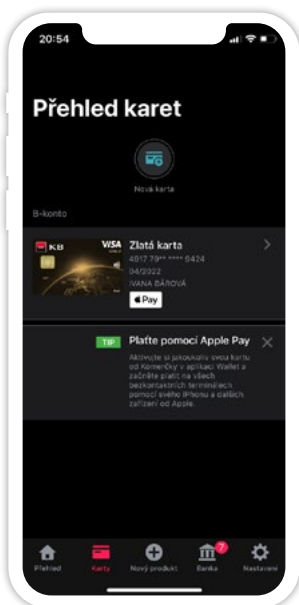 20:54
Přehled karet
Nová karta
B-konto
KB VISA
Zlatá karta
4917 79** **** 6424
04/2022
IVANA BÁROVÁ
Pay
TIP
Plaťte pomocí Apple Pay
Aktivujte si jakoukoliv svou kartu
od Komerčky v aplikaci Wallet a
začněte platit na všech
bezkontaktních terminálech
pomocí svého iPhonu a dalších
zařízení od Apple.
7
Přehled Karty Nový produkt Banka Nastavení